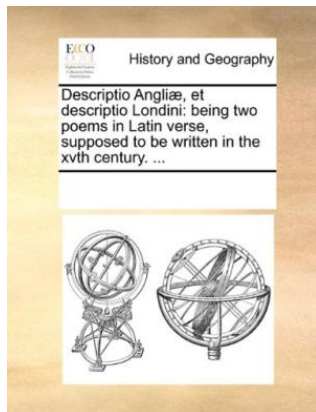 ECCO
History and Geography
Descriptio Angliæ, et
descriptio Londini: being two
poems in Latin verse,
supposed to be written in the
xvth century. ...